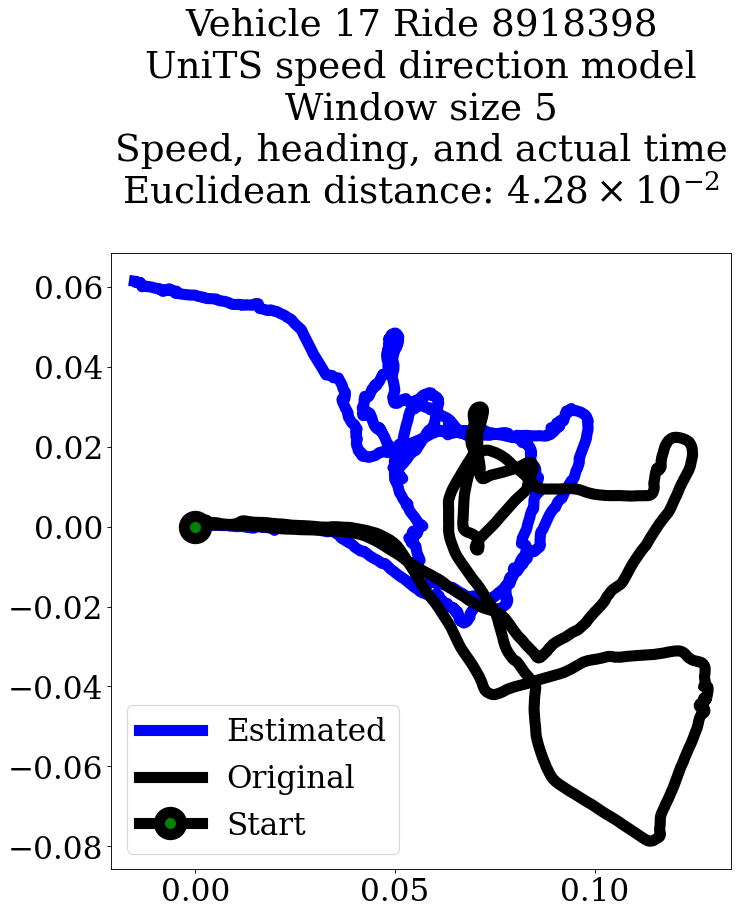 Vehicle 17 Ride 8918398
UniTS speed direction model
Window size 5
Speed, heading, and actual time
Euclidean distance: 4.28 × 10⁻²
0.06
0.04
0.02
0.00
−0.02
−0.04
−0.06
−0.08
Estimated
Original
Start
0.00 0.05 0.10